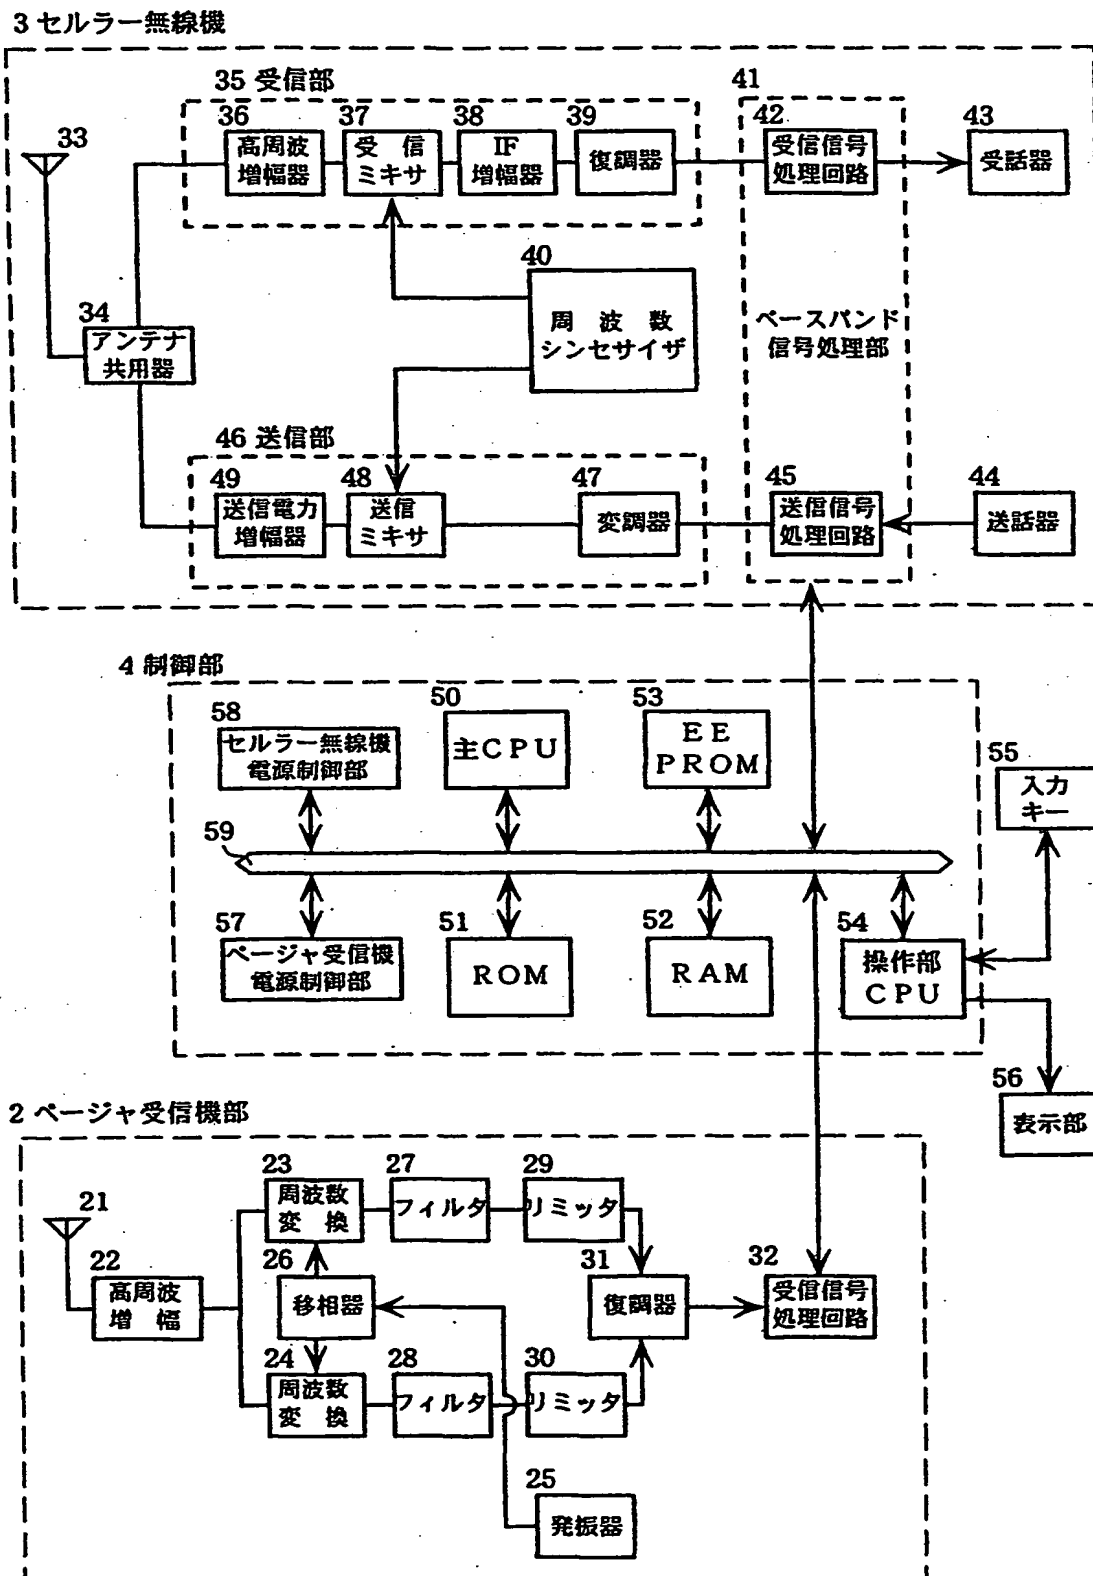 3 セルラー無線機
35 受信部
41
33
36
37
38
39
42
43
高周波
増幅器
受 信
ミキサ
IF
増幅器
復調器
受信信号
処理回路
受話器
40
周 波 数
シンセサイザ
34
アンテナ
共用器
ベースバンド
信号処理部
46 送信部
49
48
47
45
44
送信電力
増幅器
送信
ミキサ
変調器
送信信号
処理回路
送話器
4 制御部
58
50
53
セルラー無線機
電源制御部
主CPU
EE
PROM
55
入力
キー
59
57
51
52
54
ページャ受信機
電源制御部
ROM
RAM
操作部
CPU
56
表示部
2 ページャ受信機部
21
23
27
29
周波数
変 換
フィルタ
リミッタ
22
高周波
増 幅
26
移相器
31
復調器
32
受信信号
処理回路
24
28
30
周波数
変 換
フィルタ
リミッタ
25
発振器